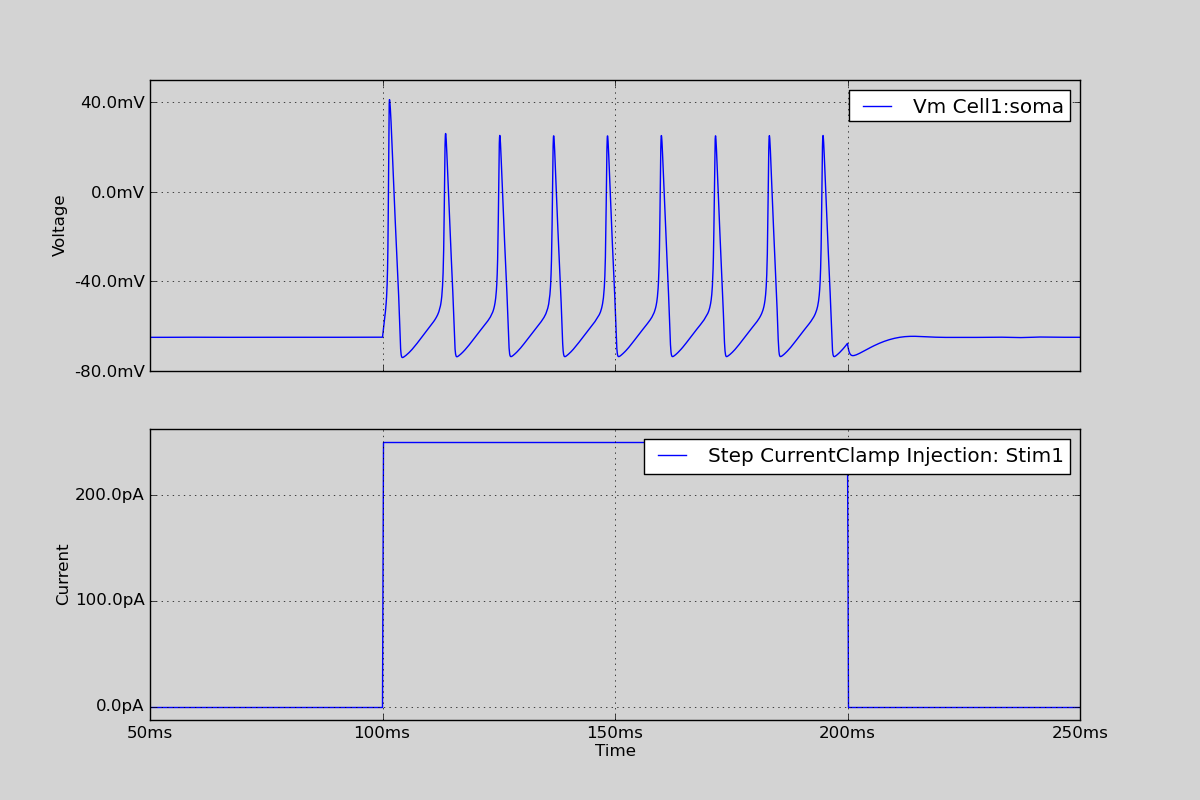 40.0mV
0.0mV
-40.0mV
-80.0mV
Voltage
Vm Cell1:soma
200.0pA
100.0pA
0.0pA
Current
Step CurrentClamp Injection: Stim1
50ms 100ms 150ms 200ms 250ms
Time